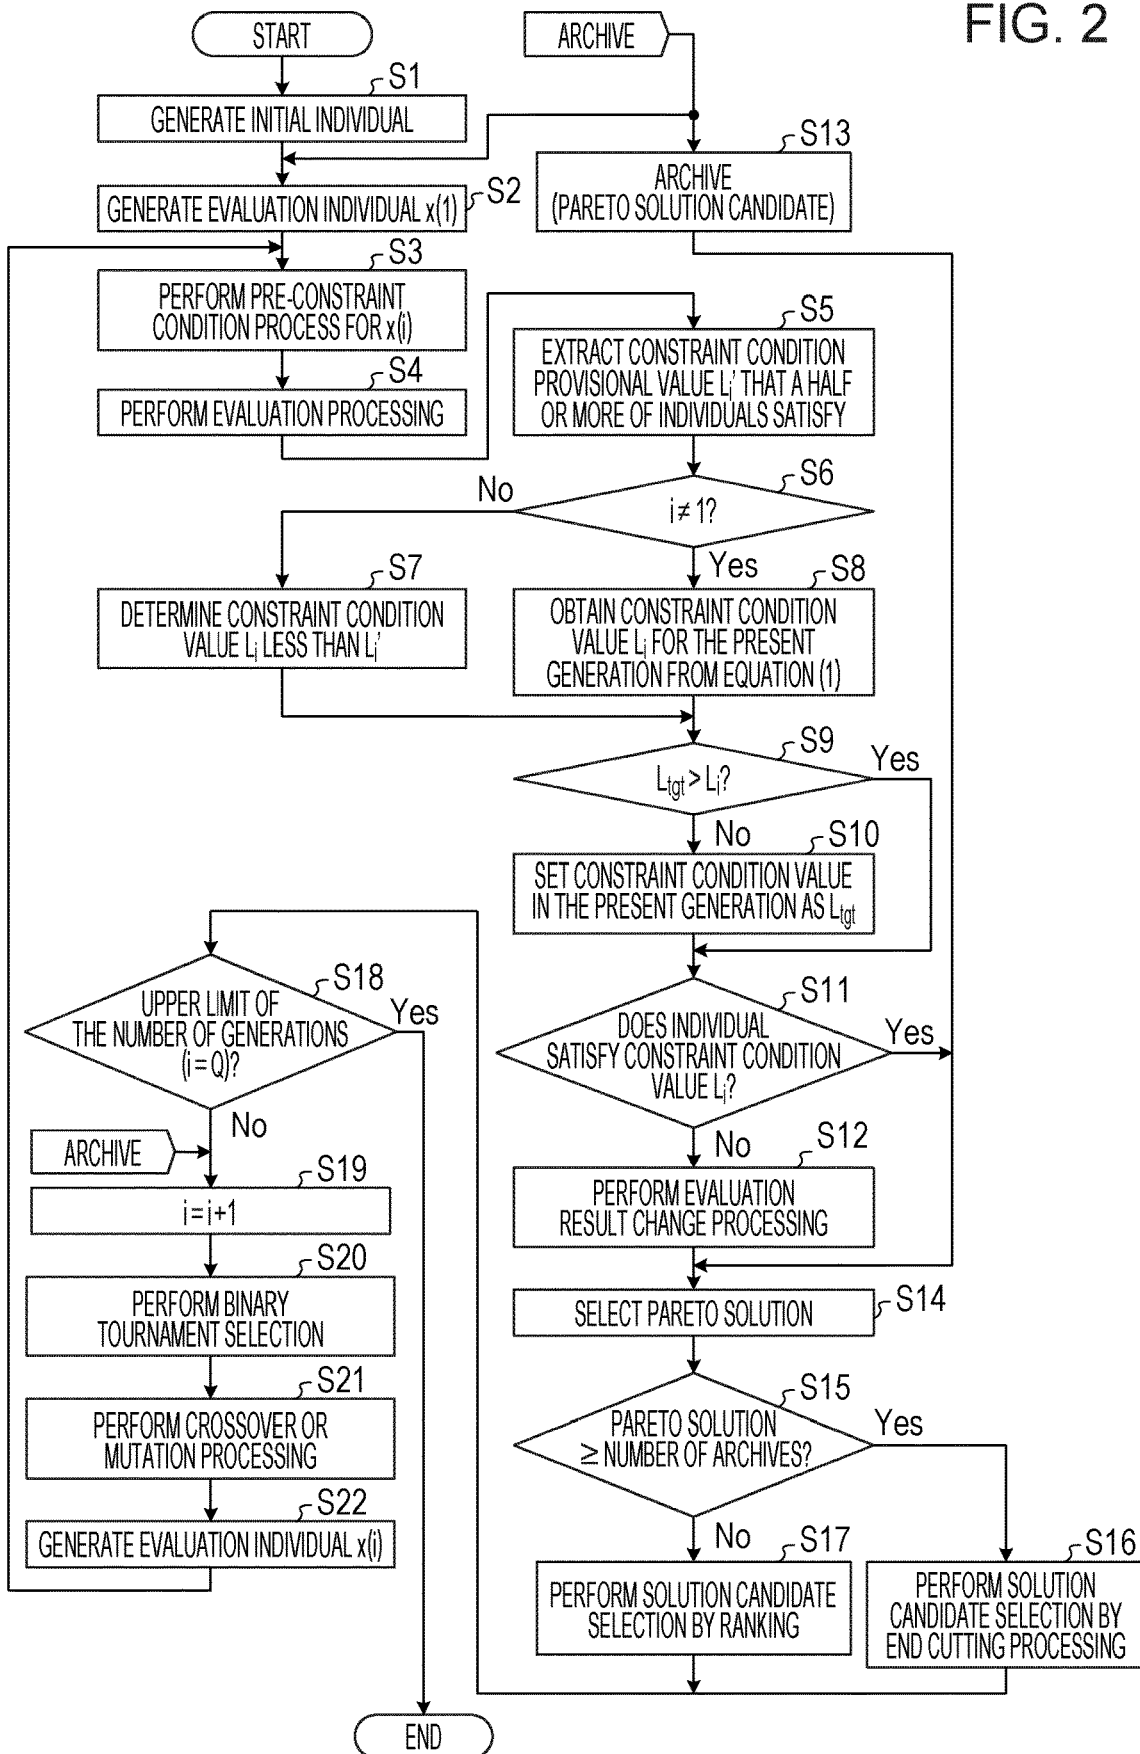 FIG. 2
START
ARCHIVE
S1
GENERATE INITIAL INDIVIDUAL
S13
ARCHIVE
(PARETO SOLUTION CANDIDATE)
S2
GENERATE EVALUATION INDIVIDUAL x(1)
S3
PERFORM PRE-CONSTRAINT
CONDITION PROCESS FOR x(i)
S4
PERFORM EVALUATION PROCESSING
S5
EXTRACT CONSTRAINT CONDITION
PROVISIONAL VALUE Li' THAT A HALF
OR MORE OF INDIVIDUALS SATISFY
S6
i ≠ 1?
No
Yes
S7
DETERMINE CONSTRAINT CONDITION
VALUE Li LESS THAN Li'
S8
OBTAIN CONSTRAINT CONDITION
VALUE Li FOR THE PRESENT
GENERATION FROM EQUATION (1)
S9
Ltgt > Li?
Yes
No
S10
SET CONSTRAINT CONDITION VALUE
IN THE PRESENT GENERATION AS Ltgt
S11
DOES INDIVIDUAL
SATISFY CONSTRAINT CONDITION
VALUE Li?
Yes
No
S12
PERFORM EVALUATION
RESULT CHANGE PROCESSING
S14
SELECT PARETO SOLUTION
S15
PARETO SOLUTION
≥ NUMBER OF ARCHIVES?
Yes
No
S17
PERFORM SOLUTION CANDIDATE
SELECTION BY RANKING
S16
PERFORM SOLUTION
CANDIDATE SELECTION BY
END CUTTING PROCESSING
S18
UPPER LIMIT OF
THE NUMBER OF GENERATIONS
(i = Q)?
Yes
No
ARCHIVE
S19
i = i+1
S20
PERFORM BINARY
TOURNAMENT SELECTION
S21
PERFORM CROSSOVER OR
MUTATION PROCESSING
S22
GENERATE EVALUATION INDIVIDUAL x(i)
END